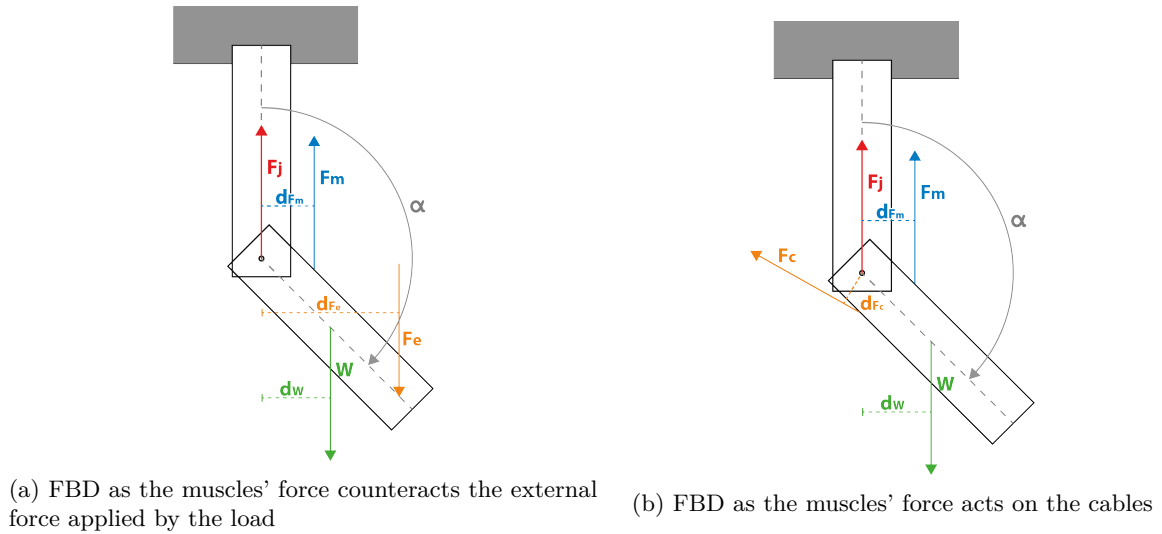 Fj
Fm
dFm
α
dFe
Fe
W
dW
(a) FBD as the muscles’ force counteracts the external
force applied by the load
Fj
Fm
dFm
α
Fc
dFc
W
dW
(b) FBD as the muscles’ force acts on the cables